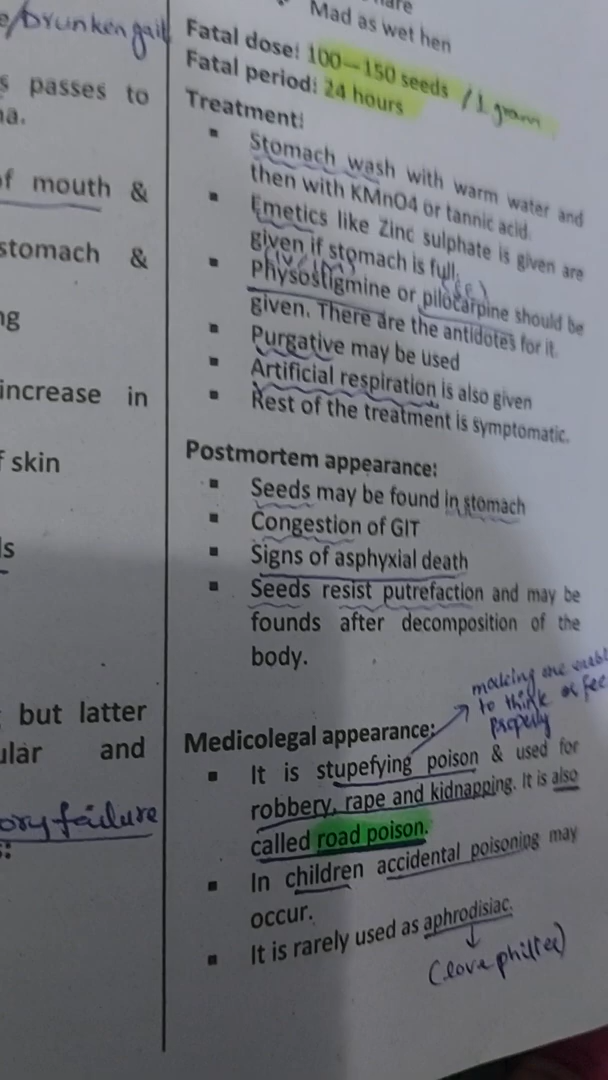 Mad as wet hen
Drunken gait
Fatal dose: 100–150 seeds / 1 gram
Fatal period: 24 hours
Treatment:
▪ Stomach wash with warm water and
then with KMnO4 or tannic acid.
▪ Emetics like Zinc sulphate is given are
given if stomach is full.
▪ Physostigmine or pilocarpine should be
given. There are the antidotes for it.
▪ Purgative may be used
▪ Artificial respiration is also given
▪ Rest of the treatment is symptomatic.
Postmortem appearance:
▪ Seeds may be found in stomach
▪ Congestion of GIT
▪ Signs of asphyxial death
▪ Seeds resist putrefaction and may be
founds after decomposition of the
body.
making one
to think or
properly
Medicolegal appearance:
▪ It is stupefying poison & used for
robbery, rape and kidnapping. It is also
called road poison.
▪ In children accidental poisoning may
occur.
▪ It is rarely used as aphrodisiac.
(love philtre)
passes to
of mouth &
stomach &
increase in
skin
but latter
and
failure